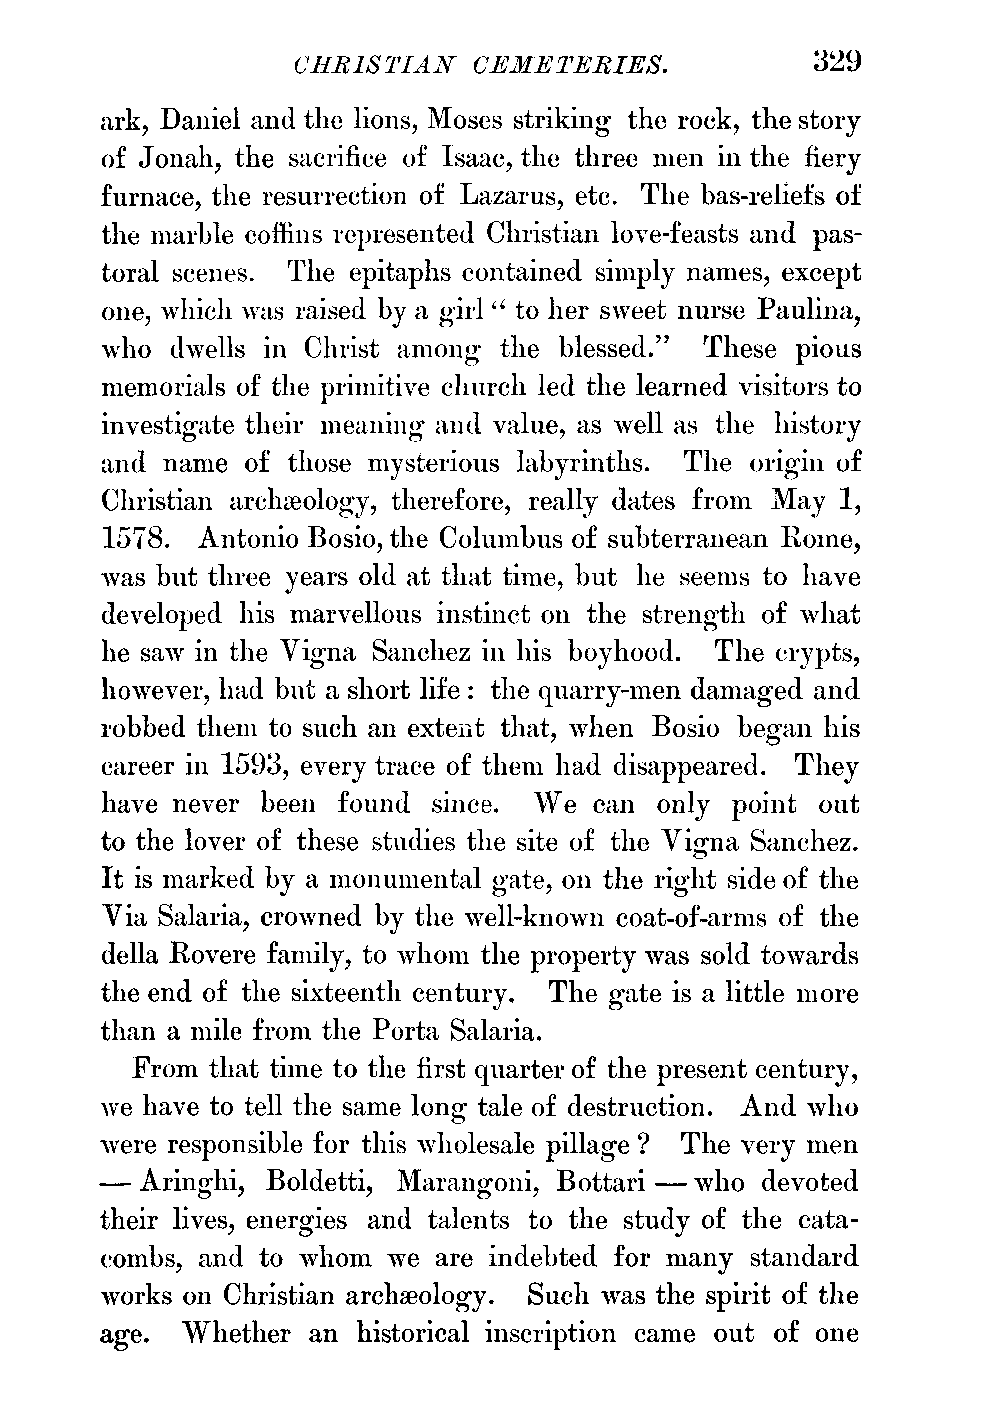 CHRISTIAN CEMETERIES. 329
ark, Daniel and the lions, Moses striking the rock, the story
of Jonah, the sacrifice of Isaac, the three men in the fiery
furnace, the resurrection of Lazarus, etc. The bas-reliefs of
the marble coffins represented Christian love-feasts and pas-
toral scenes. The epitaphs contained simply names, except
one, which was raised by a girl “ to her sweet nurse Paulina,
who dwells in Christ among the blessed.” These pious
memorials of the primitive church led the learned visitors to
investigate their meaning and value, as well as the history
and name of those mysterious labyrinths. The origin of
Christian archæology, therefore, really dates from May 1,
1578. Antonio Bosio, the Columbus of subterranean Rome,
was but three years old at that time, but he seems to have
developed his marvellous instinct on the strength of what
he saw in the Vigna Sanchez in his boyhood. The crypts,
however, had but a short life : the quarry-men damaged and
robbed them to such an extent that, when Bosio began his
career in 1593, every trace of them had disappeared. They
have never been found since. We can only point out
to the lover of these studies the site of the Vigna Sanchez.
It is marked by a monumental gate, on the right side of the
Via Salaria, crowned by the well-known coat-of-arms of the
della Rovere family, to whom the property was sold towards
the end of the sixteenth century. The gate is a little more
than a mile from the Porta Salaria.
From that time to the first quarter of the present century,
we have to tell the same long tale of destruction. And who
were responsible for this wholesale pillage ? The very men
— Aringhi, Boldetti, Marangoni, Bottari — who devoted
their lives, energies and talents to the study of the cata-
combs, and to whom we are indebted for many standard
works on Christian archæology. Such was the spirit of the
age. Whether an historical inscription came out of one